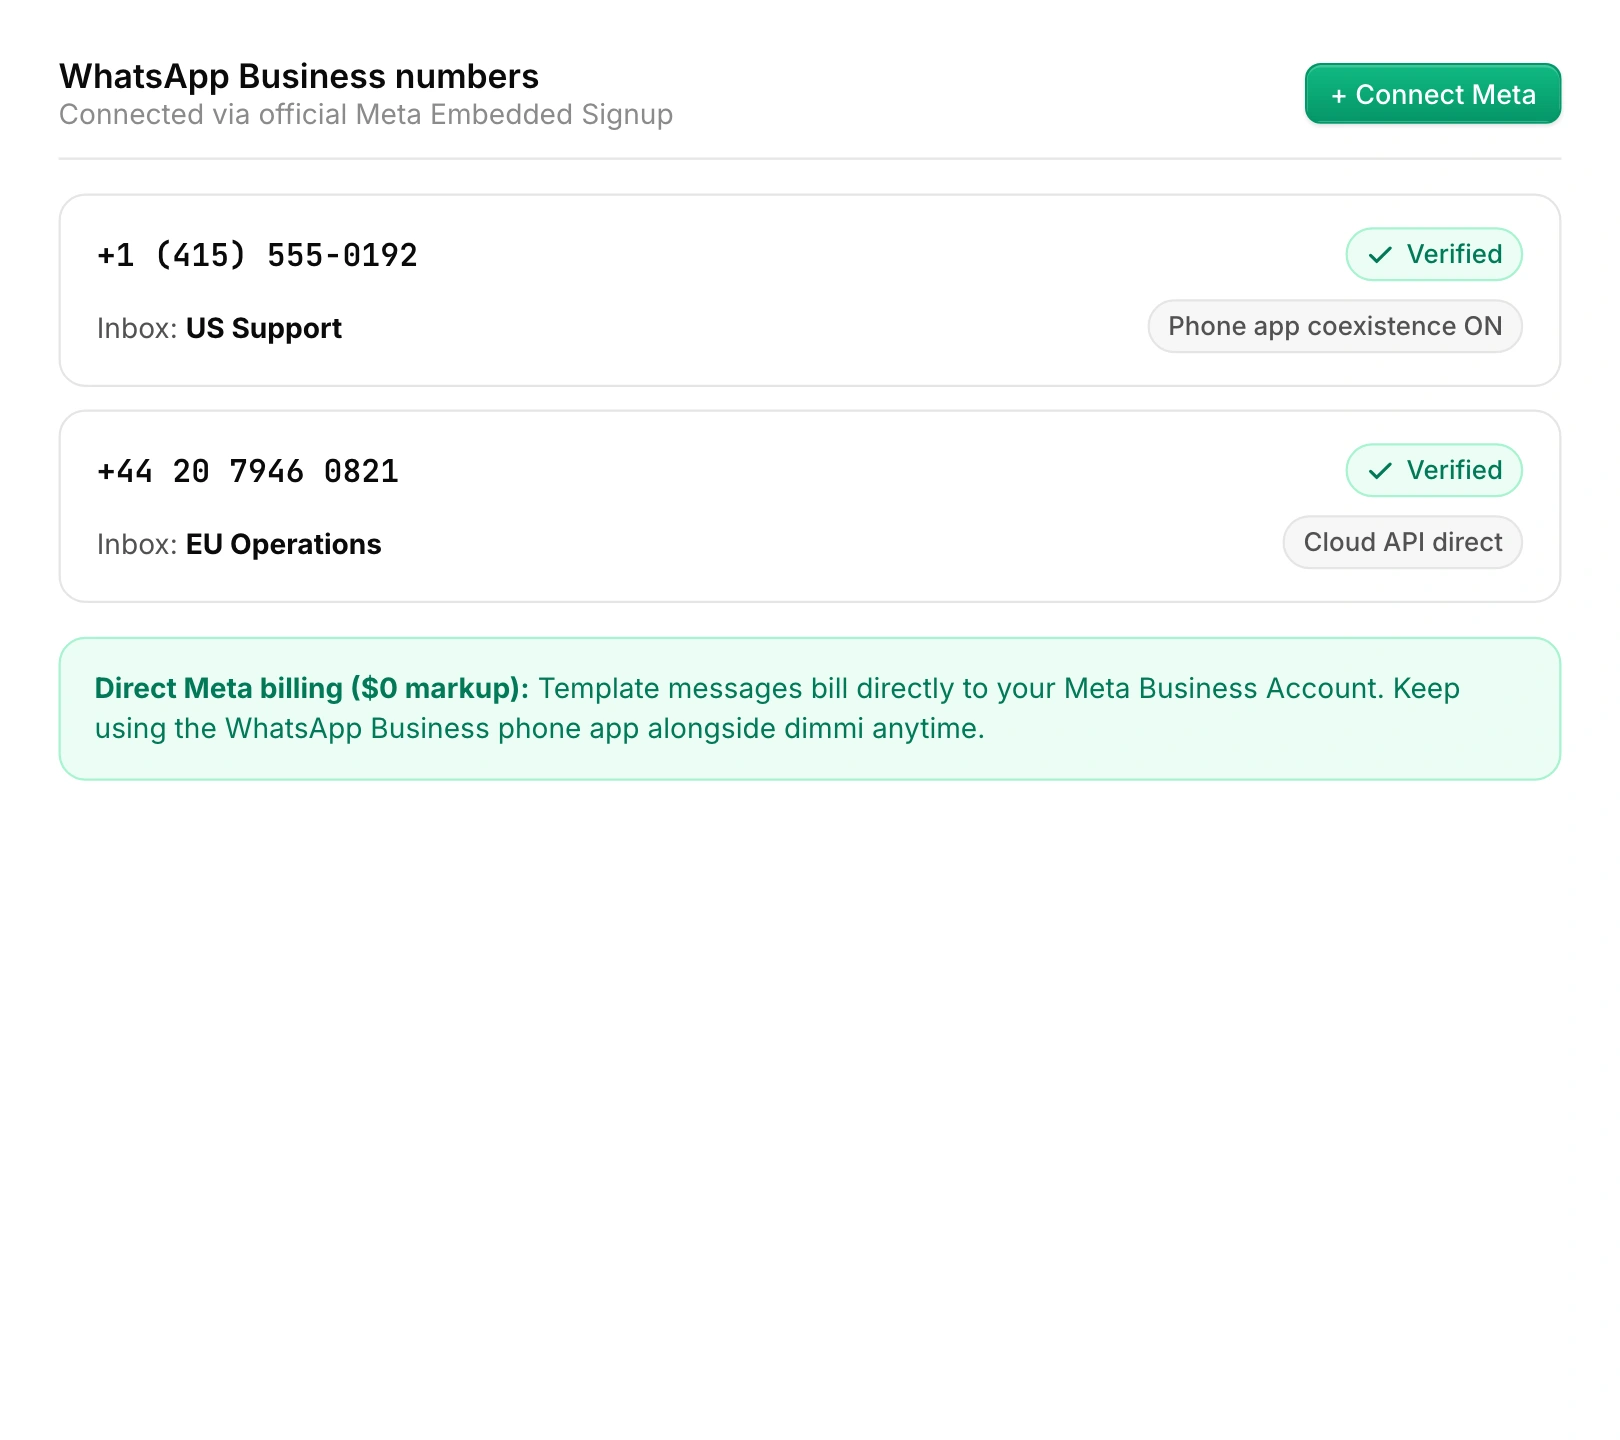 WhatsApp Business numbers
Connected via official Meta Embedded Signup
+ Connect Meta
+1 (415) 555-0192
Verified
Inbox: US Support
Phone app coexistence ON
+44 20 7946 0821
Verified
Inbox: EU Operations
Cloud API direct
Direct Meta billing ($0 markup): Template messages bill directly to your Meta Business Account. Keep
using the WhatsApp Business phone app alongside dimmi anytime.